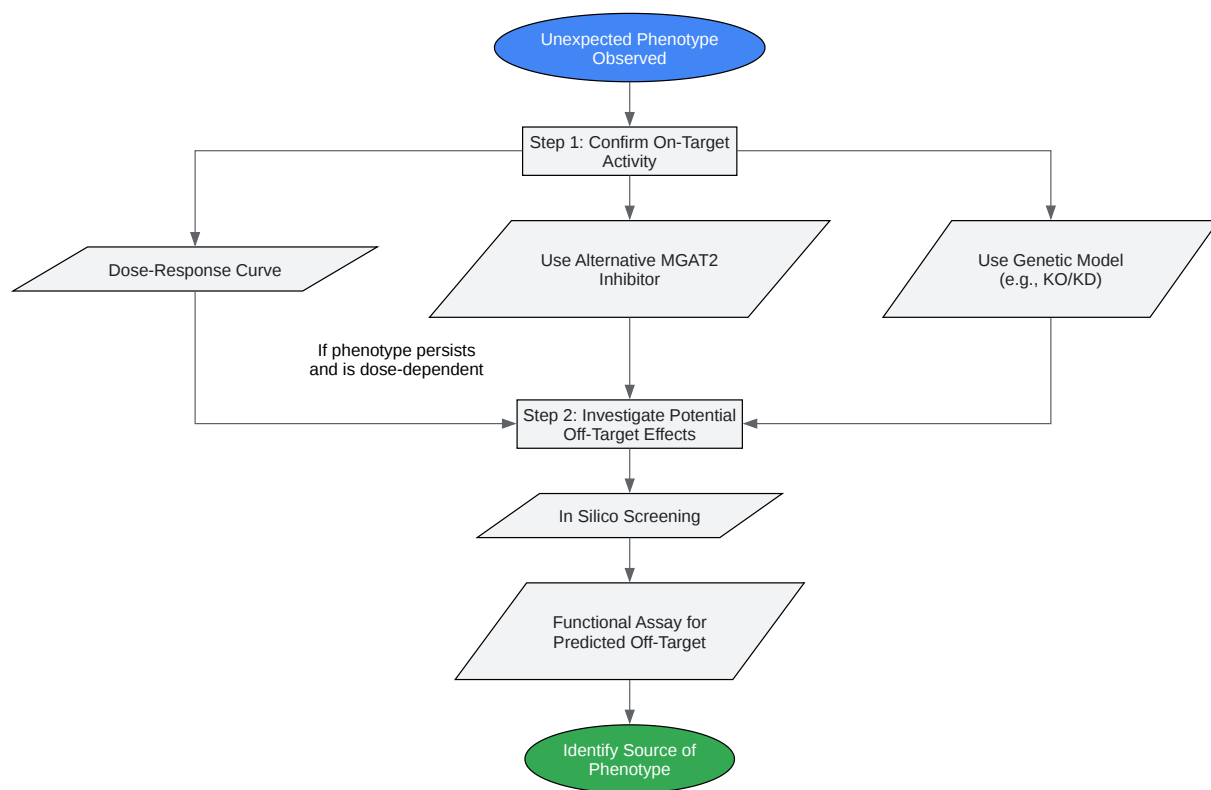 Unexpected Phenotype
Observed
Step 1: Confirm On-Target
Activity
Dose-Response Curve
Use Alternative MGAT2
Inhibitor
Use Genetic Model
(e.g., KO/KD)
If phenotype persists
and is dose-dependent
Step 2: Investigate Potential
Off-Target Effects
In Silico Screening
Functional Assay for
Predicted Off-Target
Identify Source of
Phenotype